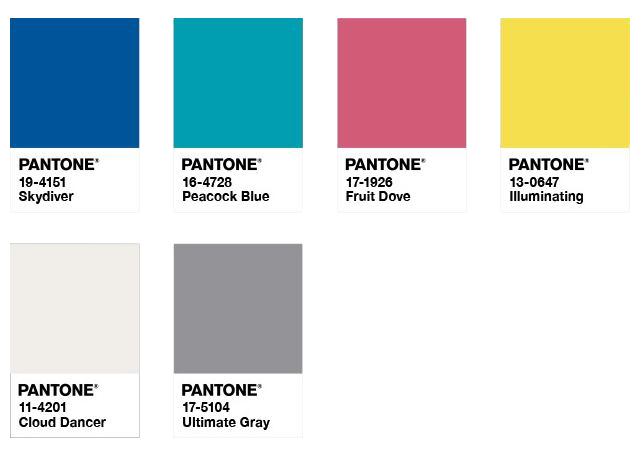 PANTONE®
19-4151
Skydiver
PANTONE®
16-4728
Peacock Blue
PANTONE®
17-1926
Fruit Dove
PANTONE®
13-0647
Illuminating
PANTONE®
11-4201
Cloud Dancer
PANTONE®
17-5104
Ultimate Gray